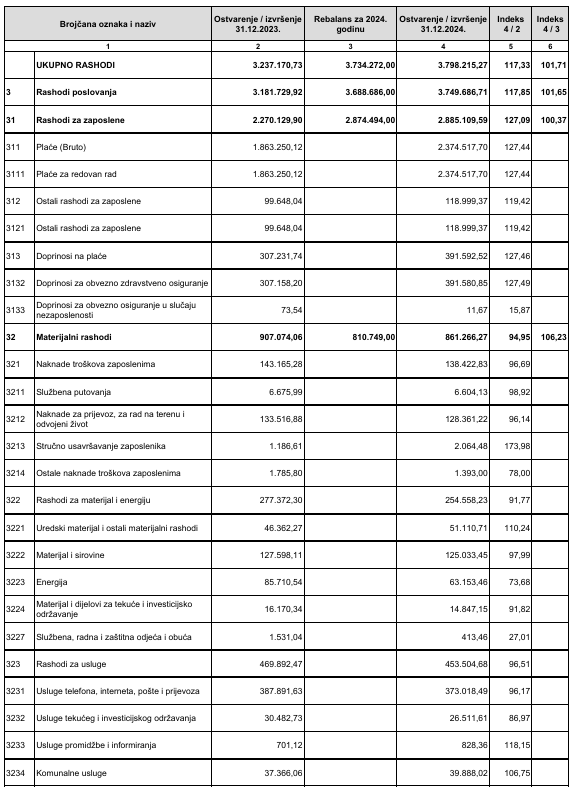 Brojčana oznaka i naziv Ostvarenje / izvršenje 31.12.2023. Rebalans za 2024. godinu Ostvarenje / izvršenje 31.12.2024. Indeks 4 / 2 Indeks 4 / 3
1 2 3 4 5 6
UKUPNO RASHODI 3.237.170,73 3.734.272,00 3.798.215,27 117,33 101,71
3 Rashodi poslovanja 3.181.729,92 3.688.686,00 3.749.686,71 117,85 101,65
31 Rashodi za zaposlene 2.270.129,90 2.874.494,00 2.885.109,59 127,09 100,37
311 Plaće (Bruto) 1.863.250,12 2.374.517,70 127,44
3111 Plaće za redovan rad 1.863.250,12 2.374.517,70 127,44
312 Ostali rashodi za zaposlene 99.648,04 118.999,37 119,42
3121 Ostali rashodi za zaposlene 99.648,04 118.999,37 119,42
313 Doprinosi na plaće 307.231,74 391.592,52 127,46
3132 Doprinosi za obvezno zdravstveno osiguranje 307.158,20 391.580,85 127,49
3133 Doprinosi za obvezno osiguranje u slučaju nezaposlenosti 73,54 11,67 15,87
32 Materijalni rashodi 907.074,06 810.749,00 861.266,27 94,95 106,23
321 Naknade troškova zaposlenima 143.165,28 138.422,83 96,69
3211 Službena putovanja 6.675,99 6.604,13 98,92
3212 Naknade za prijevoz, za rad na terenu i odvojeni život 133.516,88 128.361,22 96,14
3213 Stručno usavršavanje zaposlenika 1.186,61 2.064,48 173,98
3214 Ostale naknade troškova zaposlenima 1.785,80 1.393,00 78,00
322 Rashodi za materijal i energiju 277.372,30 254.558,23 91,77
3221 Uredski materijal i ostali materijalni rashodi 46.362,27 51.110,71 110,24
3222 Materijal i sirovine 127.598,11 125.033,45 97,99
3223 Energija 85.710,54 63.153,46 73,68
3224 Materijal i dijelovi za tekuće i investicijsko održavanje 16.170,34 14.847,15 91,82
3227 Službena, radna i zaštitna odjeća i obuća 1.531,04 413,46 27,01
323 Rashodi za usluge 469.892,47 453.504,68 96,51
3231 Usluge telefona, interneta, pošte i prijevoza 387.891,63 373.018,49 96,17
3232 Usluge tekućeg i investicijskog održavanja 30.482,73 26.511,61 86,97
3233 Usluge promidžbe i informiranja 701,12 828,36 118,15
3234 Komunalne usluge 37.366,06 39.888,02 106,75